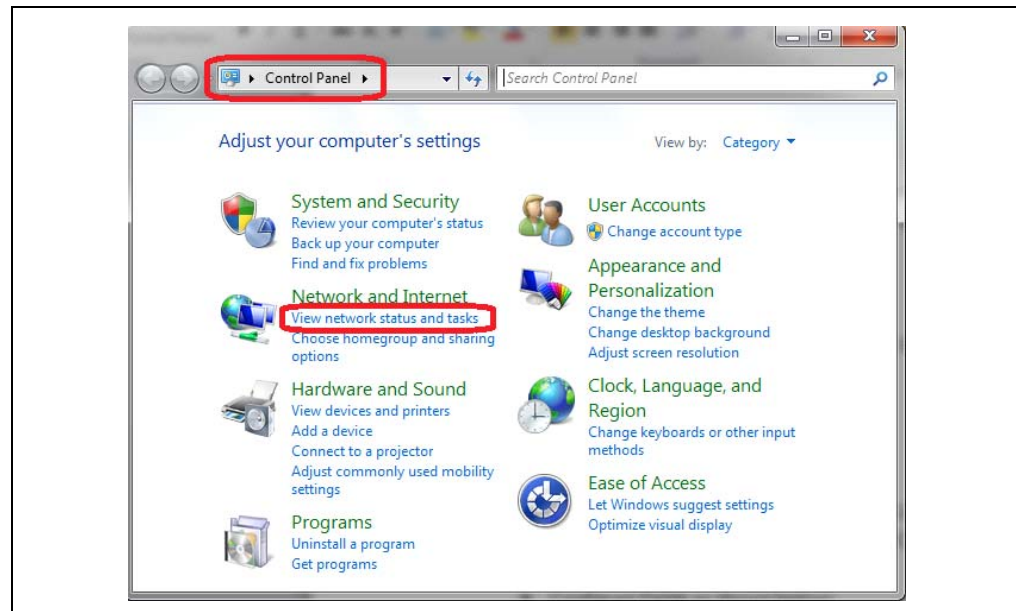 Control Panel
Search Control Panel
Adjust your computer's settings
View by: Category
System and Security
Review your computer's status
Back up your computer
Find and fix problems
Network and Internet
View network status and tasks
Choose homegroup and sharing
options
Hardware and Sound
View devices and printers
Add a device
Connect to a projector
Adjust commonly used mobility
settings
Programs
Uninstall a program
Get programs
User Accounts
Change account type
Appearance and
Personalization
Change the theme
Change desktop background
Adjust screen resolution
Clock, Language, and
Region
Change keyboards or other input
methods
Ease of Access
Let Windows suggest settings
Optimize visual display